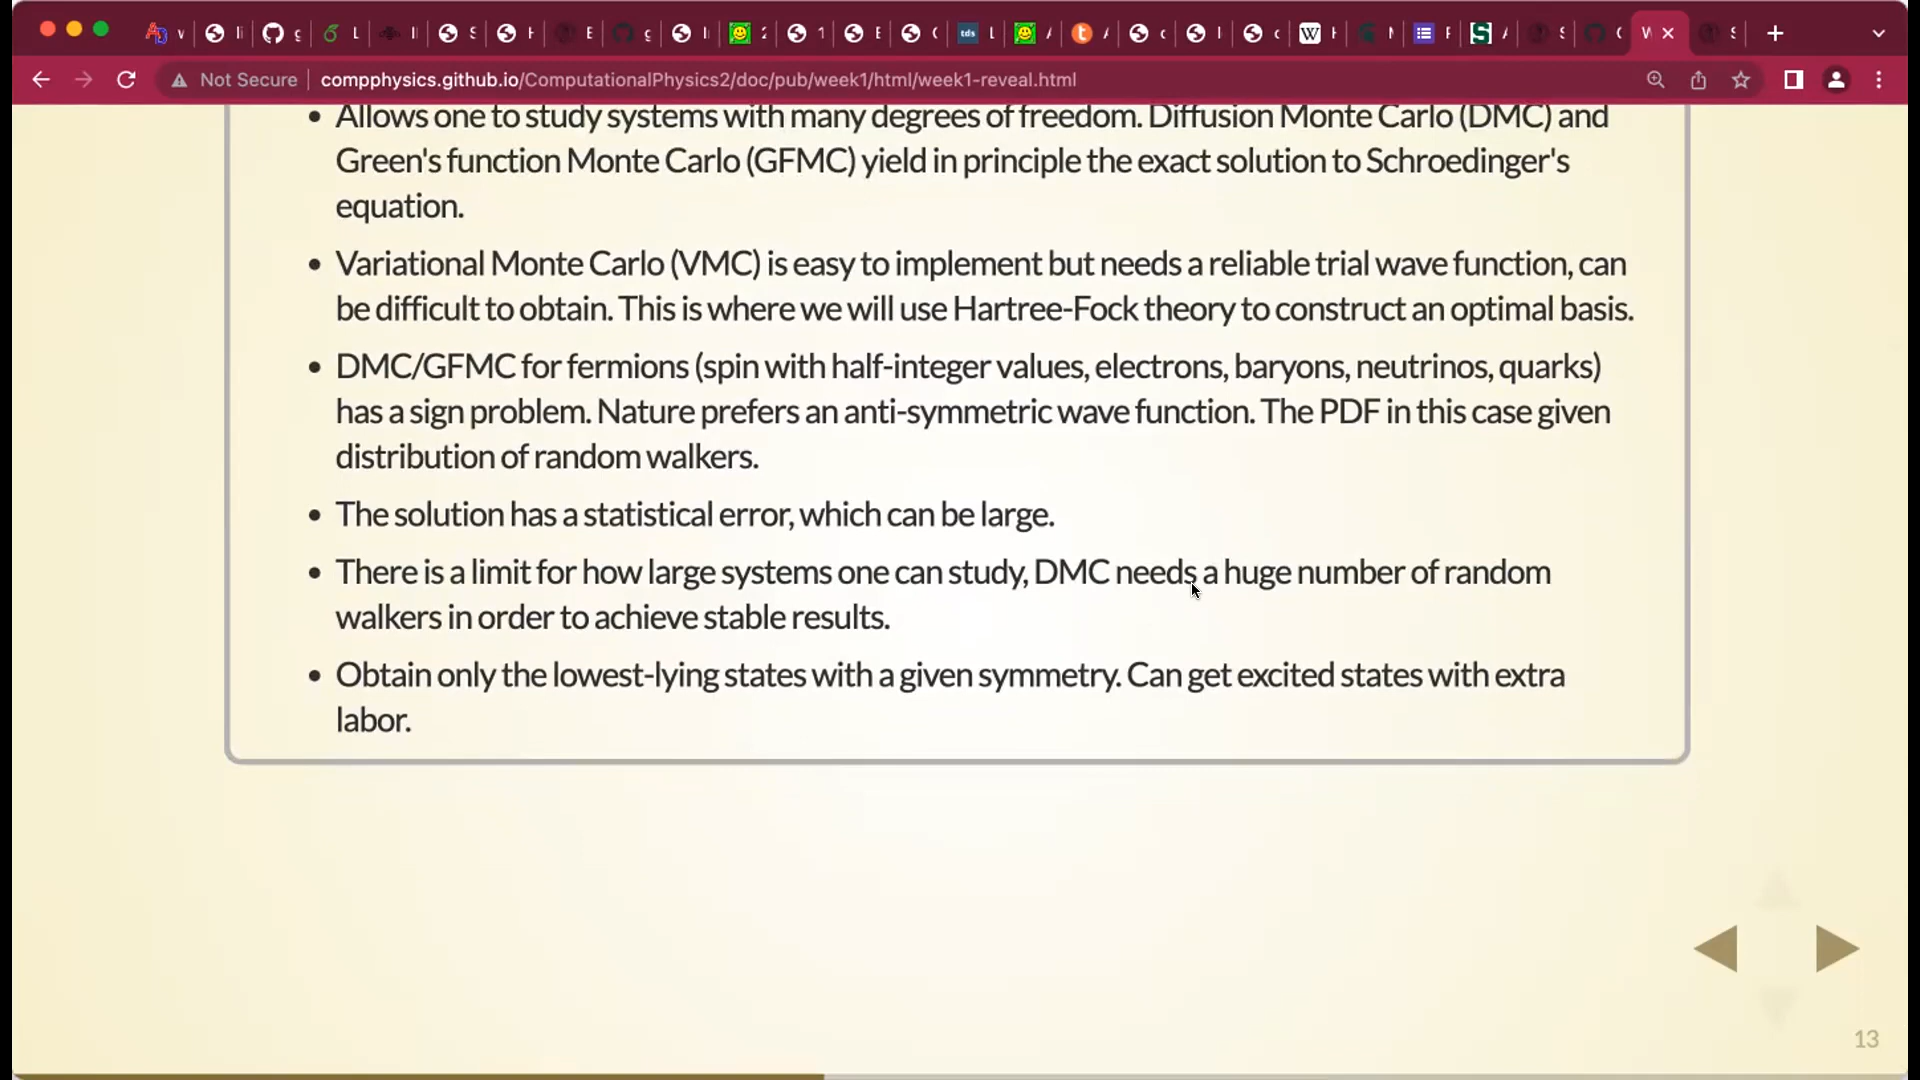 Not Secure
compphysics.github.io/ComputationalPhysics2/doc/pub/week1/html/week1-reveal.html
Allows one to study systems with many degrees of freedom. Diffusion Monte Carlo (DMC) and
Green's function Monte Carlo (GFMC) yield in principle the exact solution to Schroedinger's
equation.
Variational Monte Carlo (VMC) is easy to implement but needs a reliable trial wave function, can
be difficult to obtain. This is where we will use Hartree-Fock theory to construct an optimal basis.
DMC/GFMC for fermions (spin with half-integer values, electrons, baryons, neutrinos, quarks)
has a sign problem. Nature prefers an anti-symmetric wave function. The PDF in this case given
distribution of random walkers.
The solution has a statistical error, which can be large.
There is a limit for how large systems one can study, DMC needs a huge number of random
walkers in order to achieve stable results.
Obtain only the lowest-lying states with a given symmetry. Can get excited states with extra
labor.
13